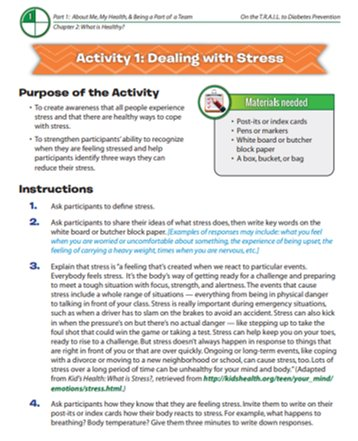 1
Part 1: About Me, My Health, & Being a Part of a Team
On the T.R.A.I.L. to Diabetes Prevention
Chapter 2: What is Healthy?
Activity 1: Dealing with Stress
Purpose of the Activity
• To create awareness that all people experience
stress and that there are healthy ways to cope
with stress.
• To strengthen participants' ability to recognize
when they are feeling stressed and help
participants identify three ways they can
reduce their stress.
Materials needed
• Post-its or index cards
• Pens or markers
• White board or butcher
block paper
• A box, bucket, or bag
Instructions
1. Ask participants to define stress.
2. Ask participants to share their ideas of what stress does, then write key words on the
white board or butcher block paper. [Examples of responses may include: what you feel
when you are worried or uncomfortable about something, the experience of being upset, the
feeling of carrying a heavy weight, times when you are nervous, etc.]
3. Explain that stress is "a feeling that's created when we react to particular events.
Everybody feels stress. It's the body's way of getting ready for a challenge and preparing
to meet a tough situation with focus, strength, and alertness. The events that cause
stress include a whole range of situations — everything from being in physical danger
to talking in front of your class. Stress is really important during emergency situations,
such as when a driver has to slam on the brakes to avoid an accident. Stress can also kick
in when the pressure's on but there's no actual danger — like stepping up to take the
foul shot that could win the game or taking a test. Stress can help keep you on your toes,
ready to rise to a challenge. But stress doesn't always happen in response to things that
are right in front of you or that are over quickly. Ongoing or long-term events, like coping
with a divorce or moving to a new neighborhood or school, can cause stress, too. Lots of
stress over a long period of time can be unhealthy for your mind and body." (Adapted
from Kid's Health: What is Stress?, retrieved from http://kidshealth.org/teen/your_mind/
emotions/stress.html.)
4. Ask participants how they know that they are feeling stress. Invite them to write on their
post-its or index cards how their body reacts to stress. For example, what happens to
breathing? Body temperature? Give them three minutes to write down responses.